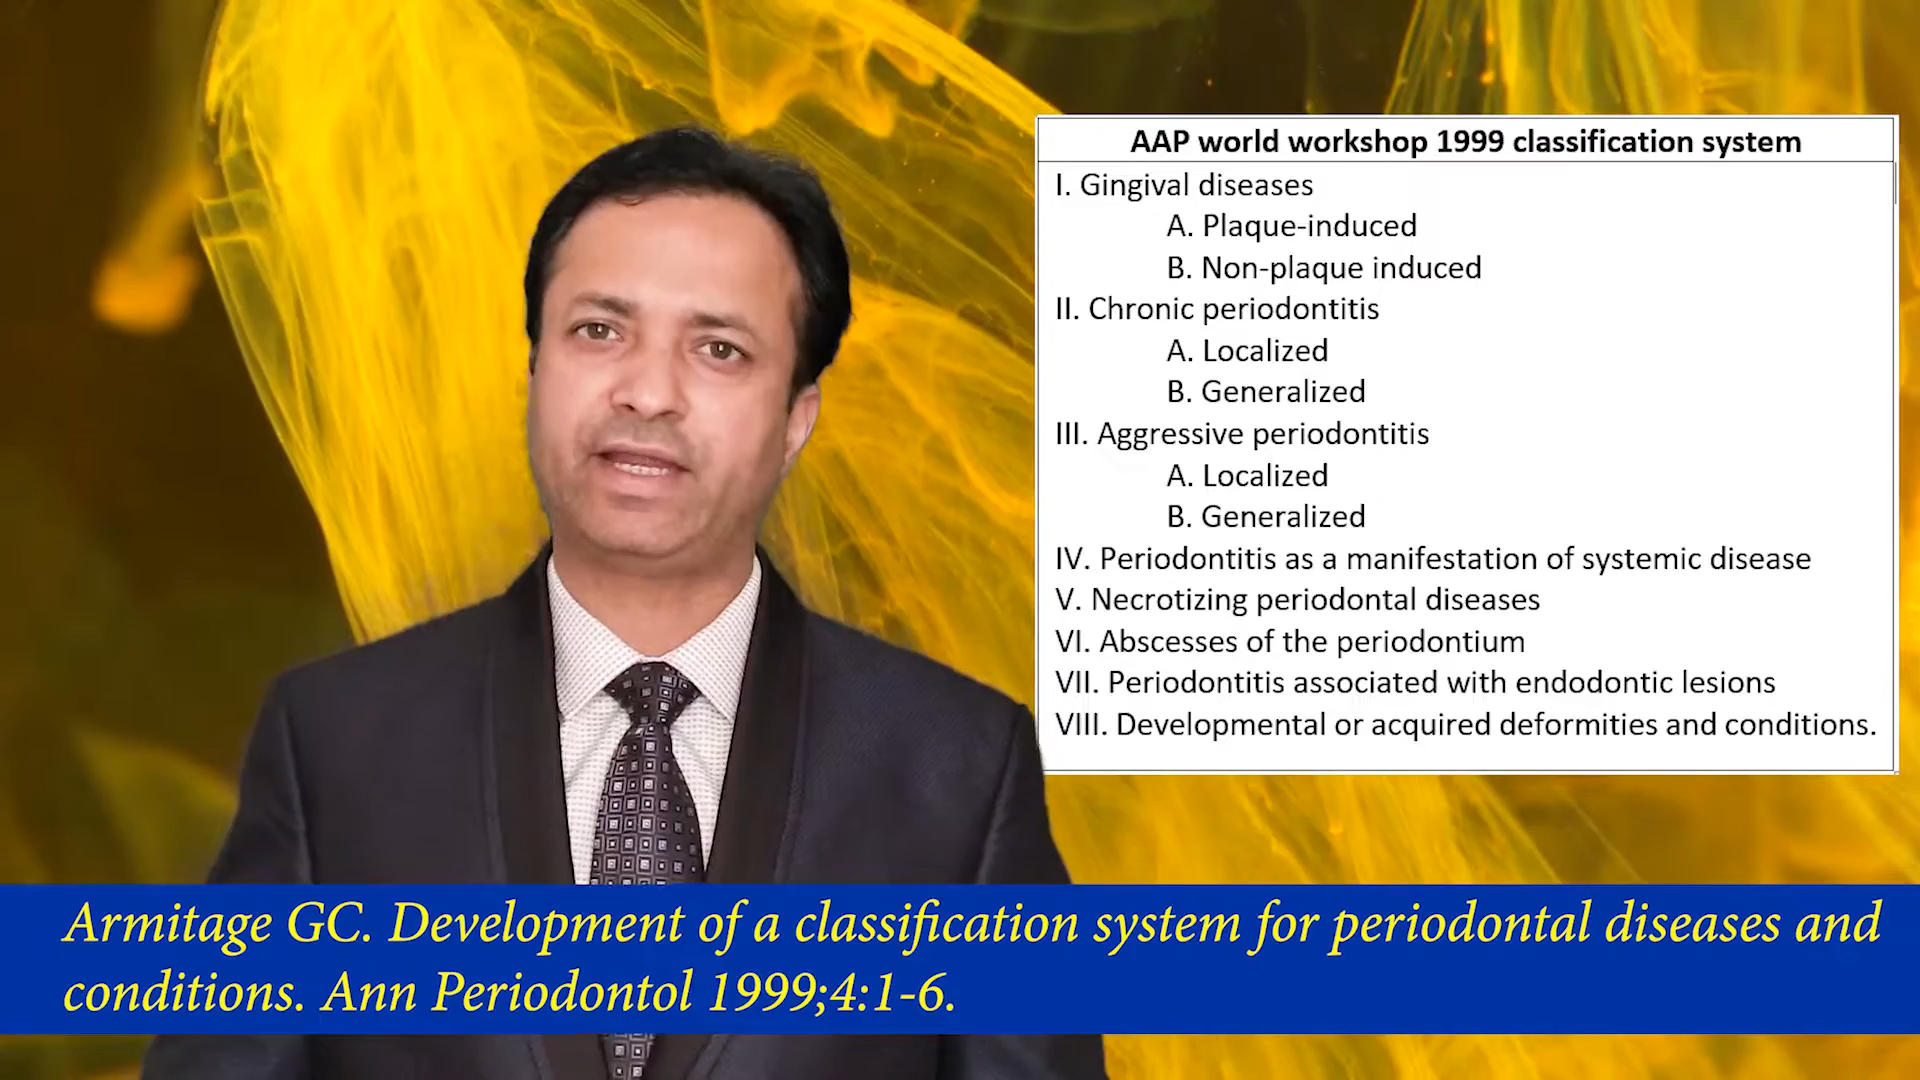 AAP world workshop 1999 classification system
I. Gingival diseases
A. Plaque-induced
B. Non-plaque induced
II. Chronic periodontitis
A. Localized
B. Generalized
III. Aggressive periodontitis
A. Localized
B. Generalized
IV. Periodontitis as a manifestation of systemic disease
V. Necrotizing periodontal diseases
VI. Abscesses of the periodontium
VII. Periodontitis associated with endodontic lesions
VIII. Developmental or acquired deformities and conditions.
Armitage GC. Development of a classification system for periodontal diseases and
conditions. Ann Periodontol 1999;4:1-6.